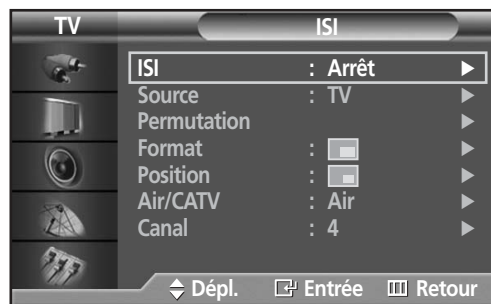 TV ISI
ISI : Arrêt
Source : TV
Permutation
Format :
Position :
Air/CATV : Air
Canal : 4
Dépl. Entrée Retour